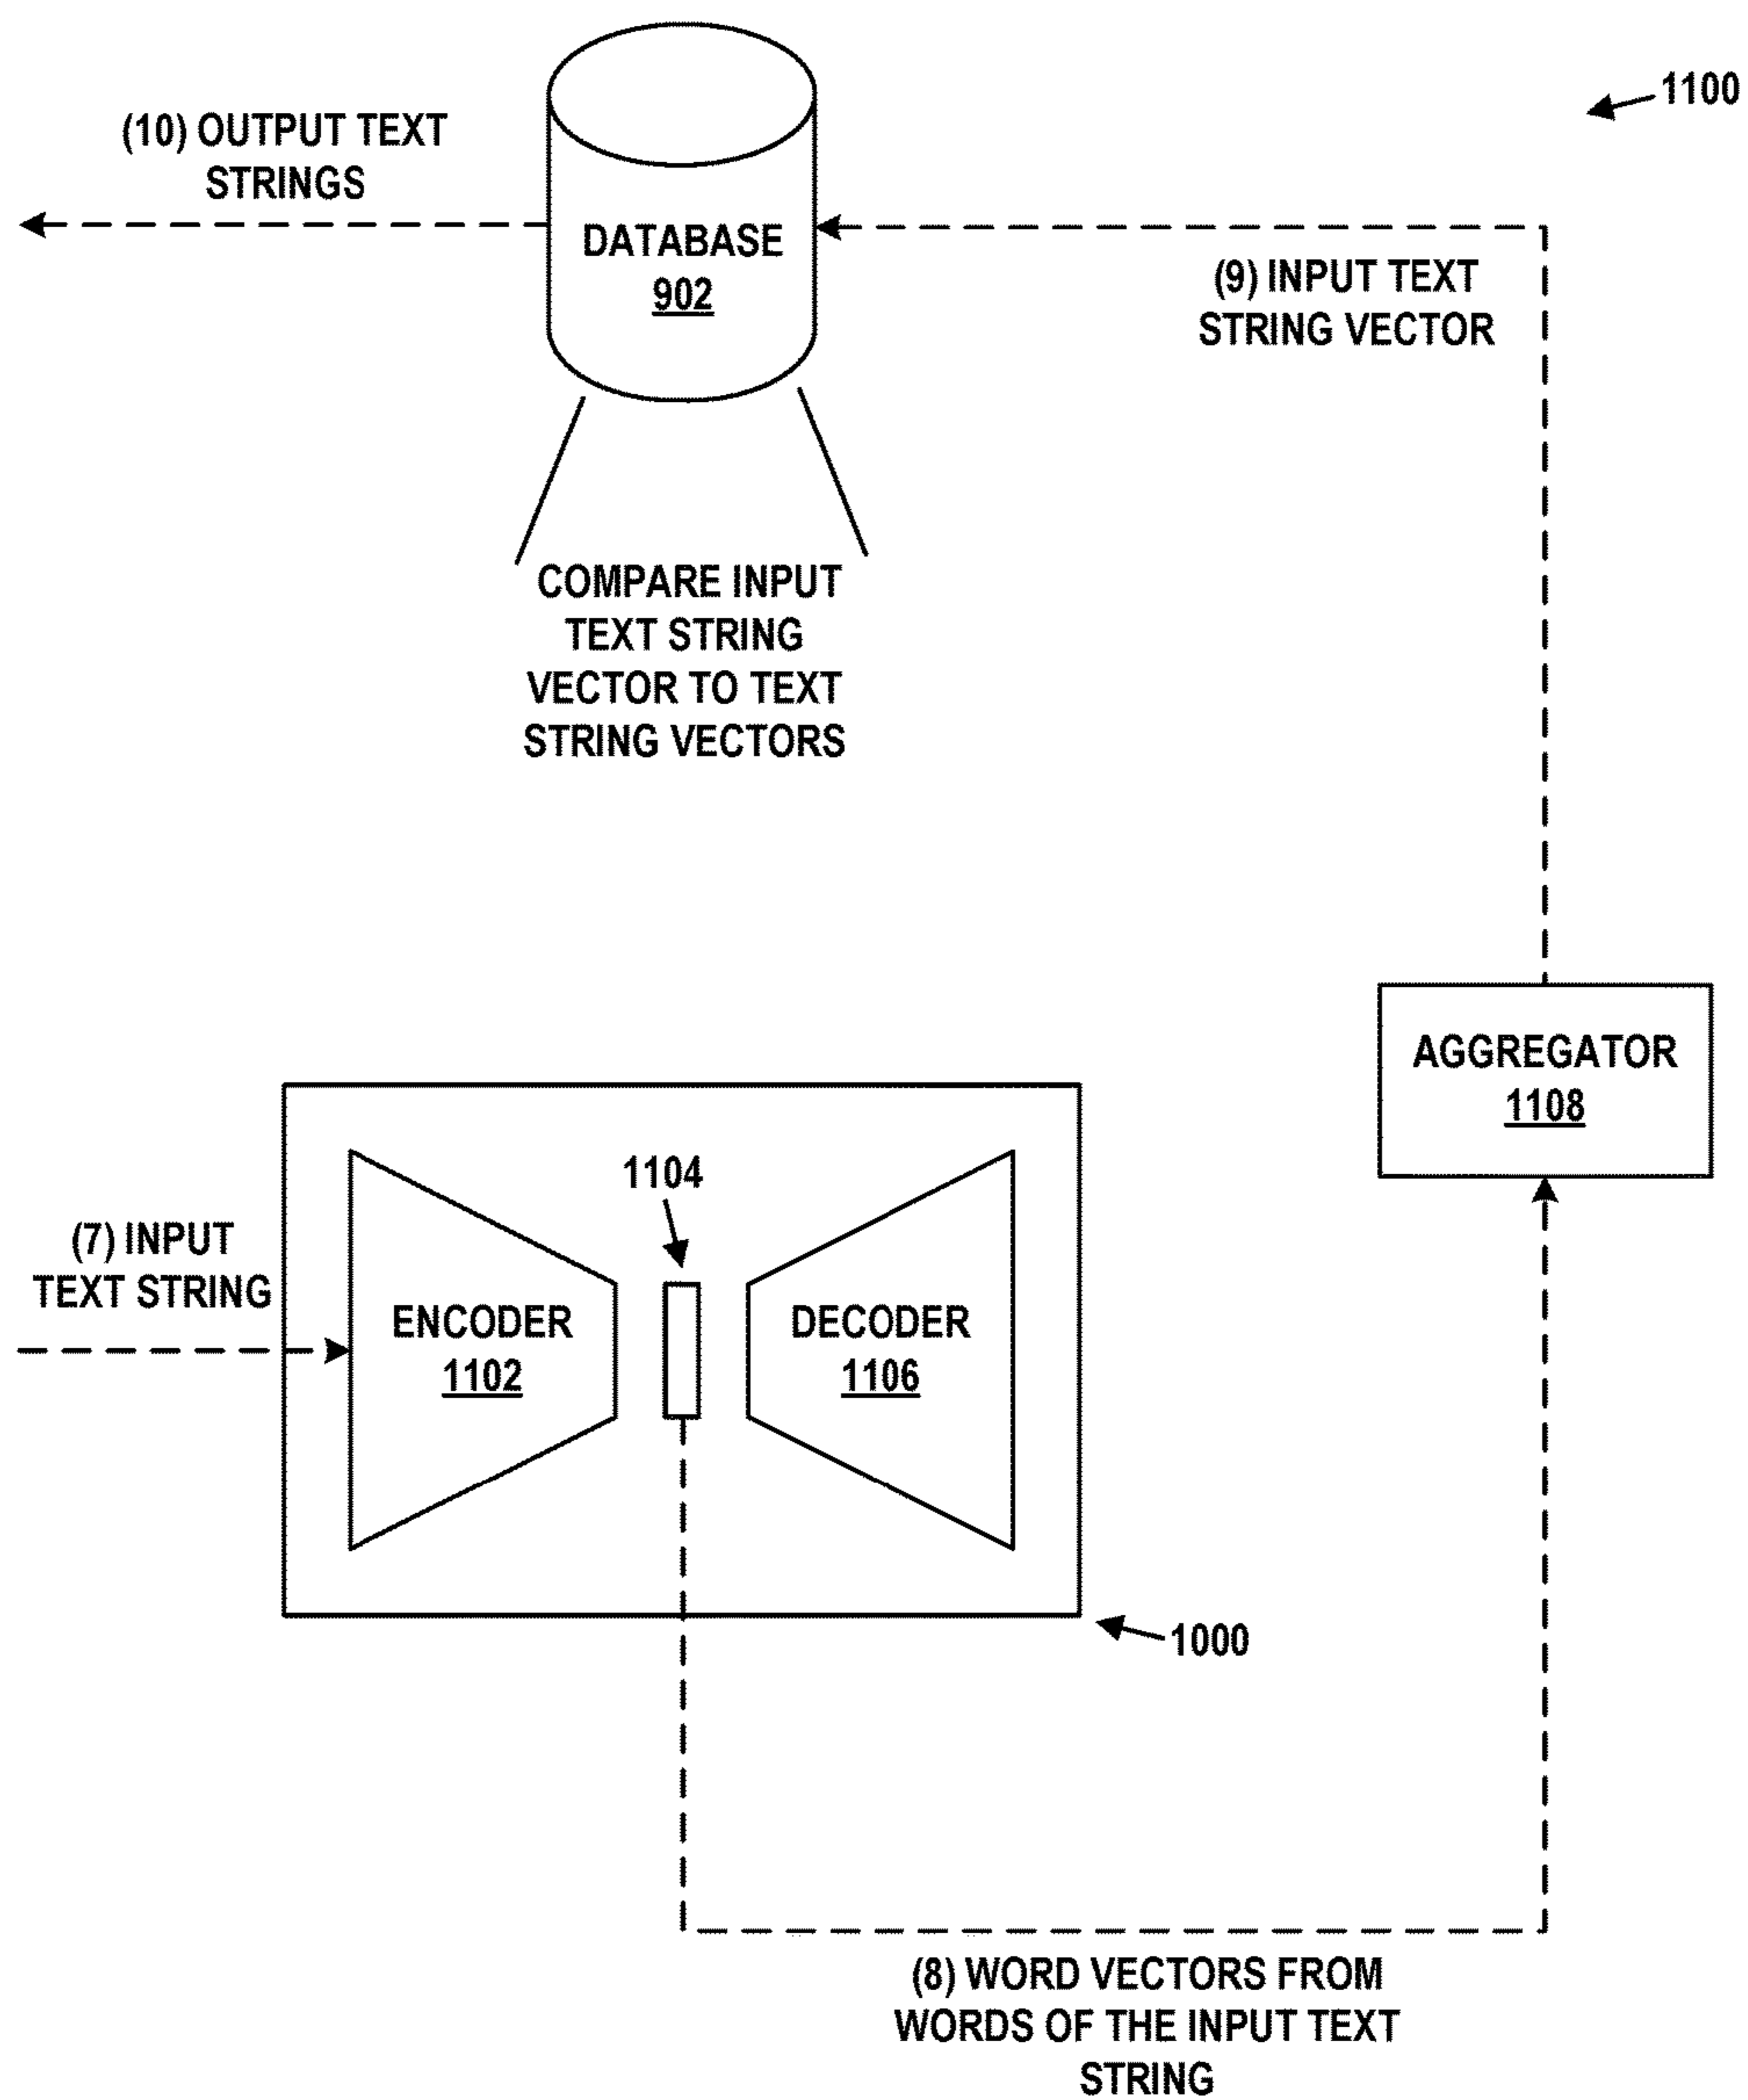 1100
(10) OUTPUT TEXT
STRINGS
DATABASE
902
(9) INPUT TEXT
STRING VECTOR
COMPARE INPUT
TEXT STRING
VECTOR TO TEXT
STRING VECTORS
AGGREGATOR
1108
1104
(7) INPUT
TEXT STRING
ENCODER
1102
DECODER
1106
1000
(8) WORD VECTORS FROM
WORDS OF THE INPUT TEXT
STRING